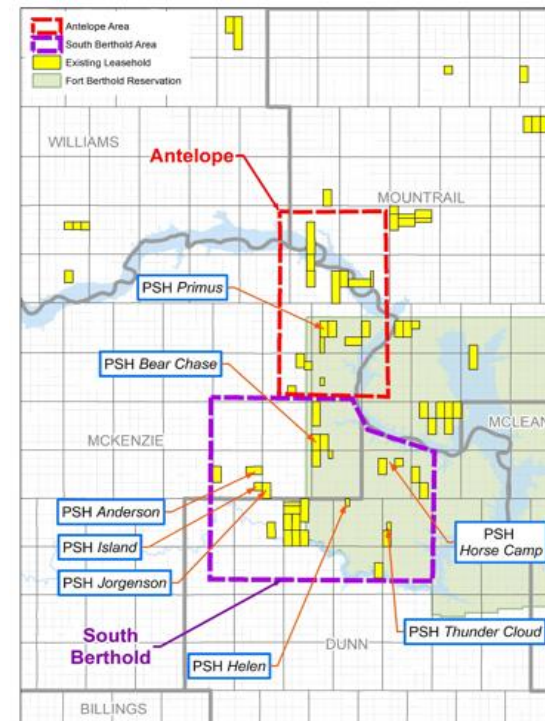 Antelope Area
South Berthold Area
Existing Leasehold
Fort Berthold Reservation
WILLIAMS
Antelope
MOUNTRAIL
PSH Primus
PSH Bear Chase
MCKENZIE
MCLEAN
PSH Anderson
PSH Island
PSH Jorgenson
PSH
Horse Camp
South
Berthold
PSH Helen
DUNN
PSH Thunder Cloud
BILLINGS